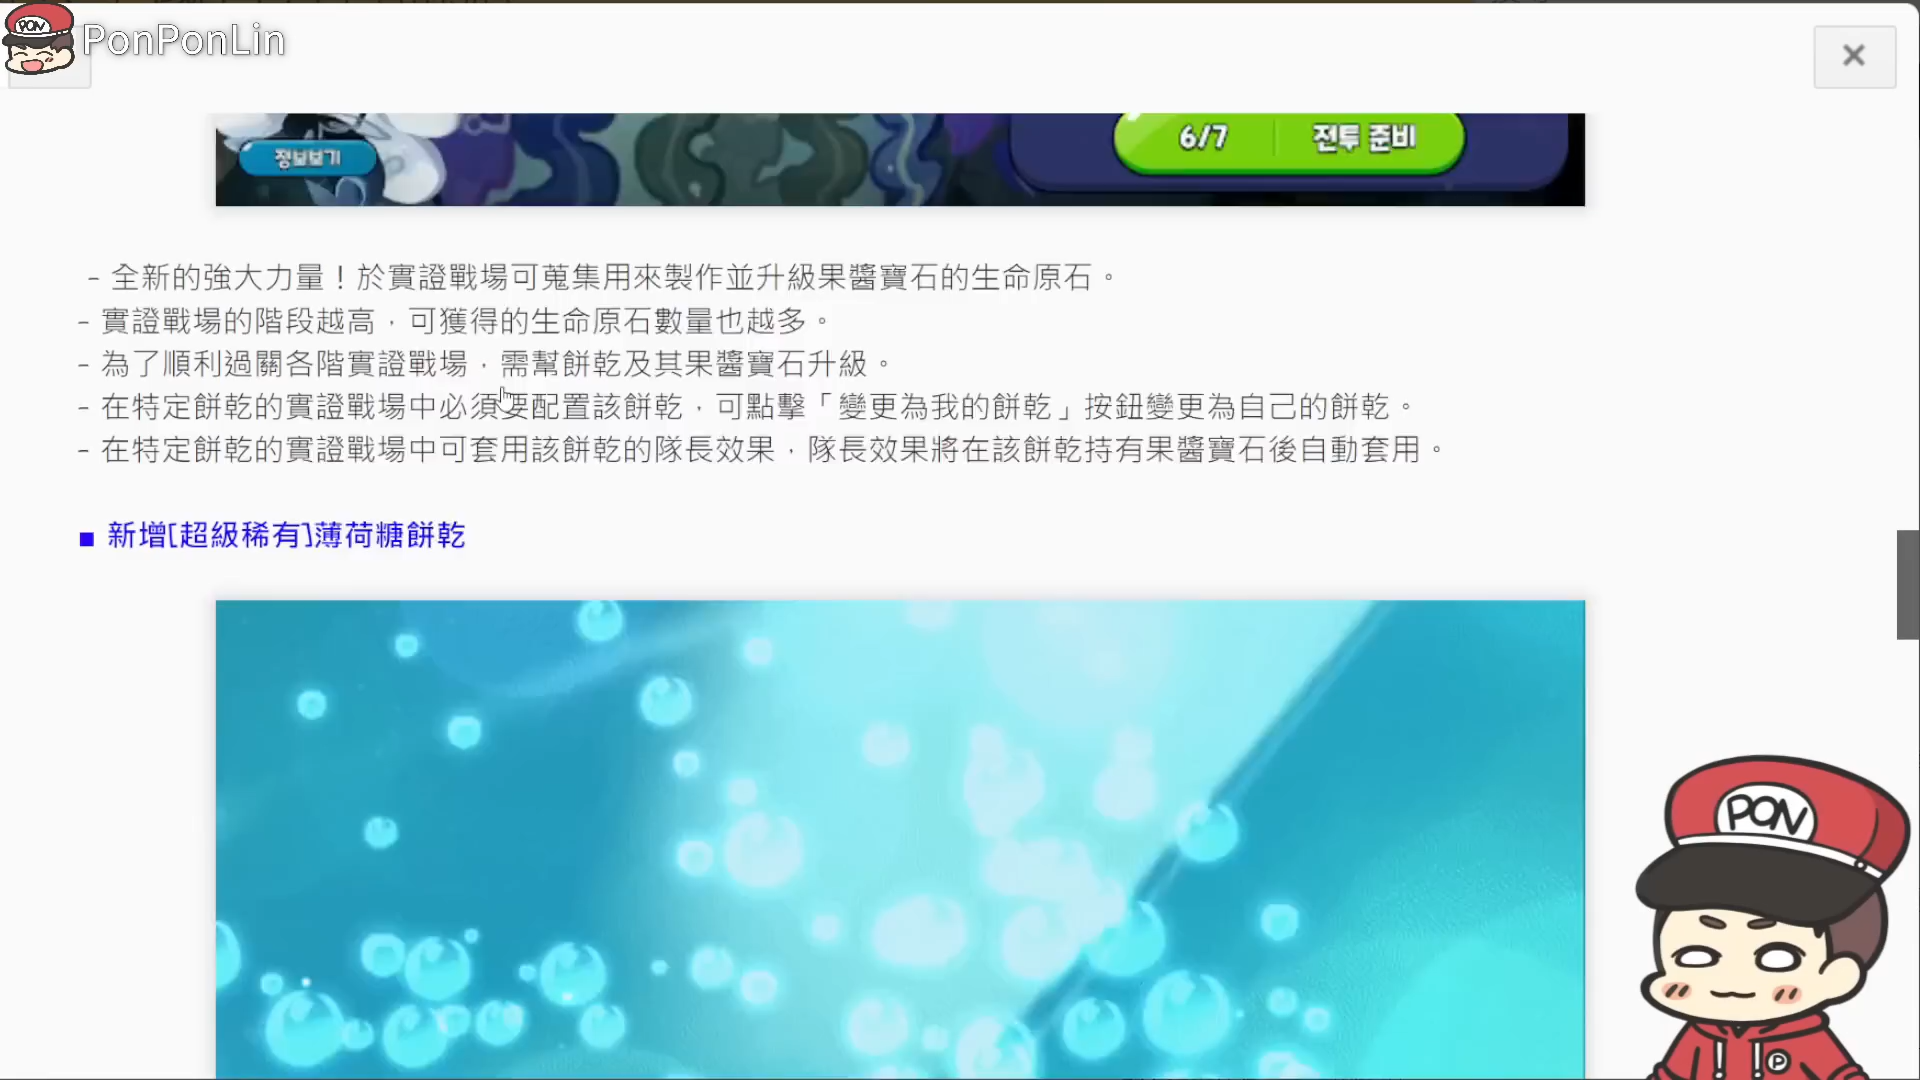 PON
PonPonLin
정보보기
6/7
전투 준비
- 全新的強大力量！於實證戰場可蒐集用來製作並升級果醬寶石的生命原石。
- 實證戰場的階段越高，可獲得的生命原石數量也越多。
- 為了順利過關各階實證戰場，需幫餅乾及其果醬寶石升級。
- 在特定餅乾的實證戰場中必須要配置該餅乾，可點擊「變更為我的餅乾」按鈕變更為自己的餅乾。
- 在特定餅乾的實證戰場中可套用該餅乾的隊長效果，隊長效果將在該餅乾持有果醬寶石後自動套用。
■ 新增[超級稀有]薄荷糖餅乾
PON
P